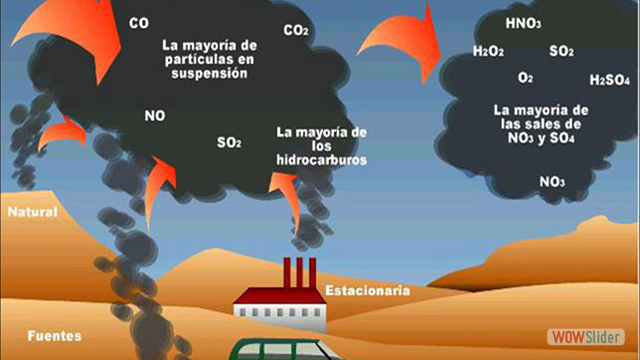 CO
CO2
La mayoría de
partículas en
suspensión
NO
SO2
La mayoría de
los
hidrocarburos
HNO3
H2O2
SO2
O2
H2SO4
La mayoría de
las sales de
NO3 y SO4
NO3
Natural
Estacionaria
Fuentes
WOWSlider